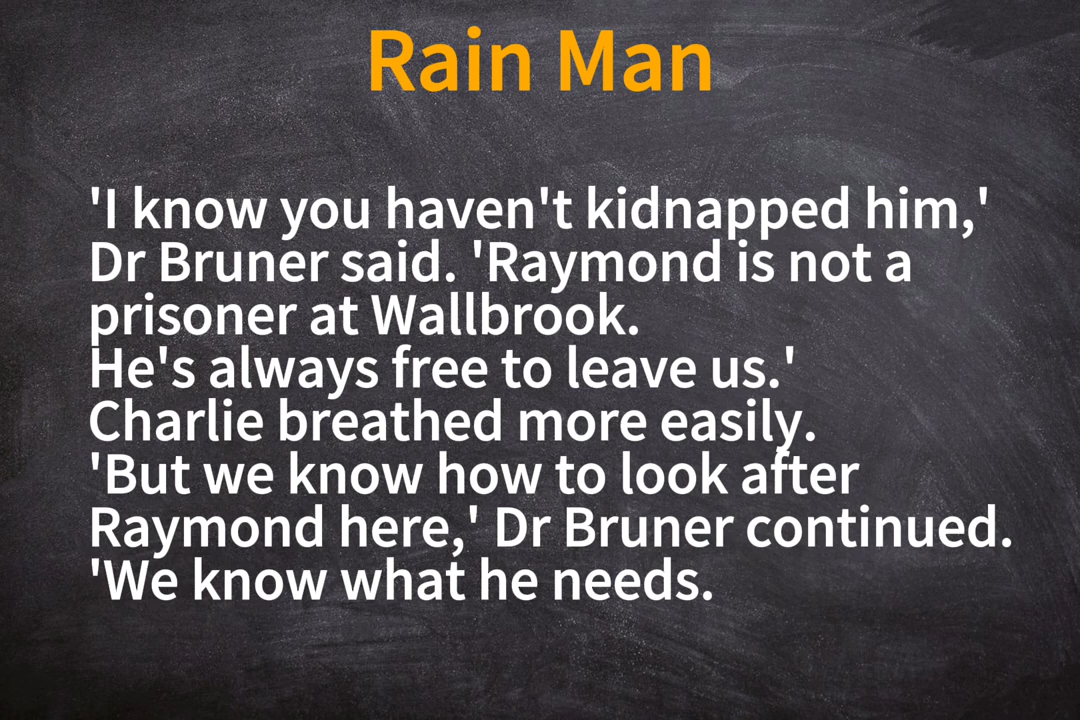 Rain Man
'I know you haven't kidnapped him,'
Dr Bruner said. 'Raymond is not a
prisoner at Wallbrook.
He's always free to leave us.'
Charlie breathed more easily.
'But we know how to look after
Raymond here,' Dr Bruner continued.
'We know what he needs.